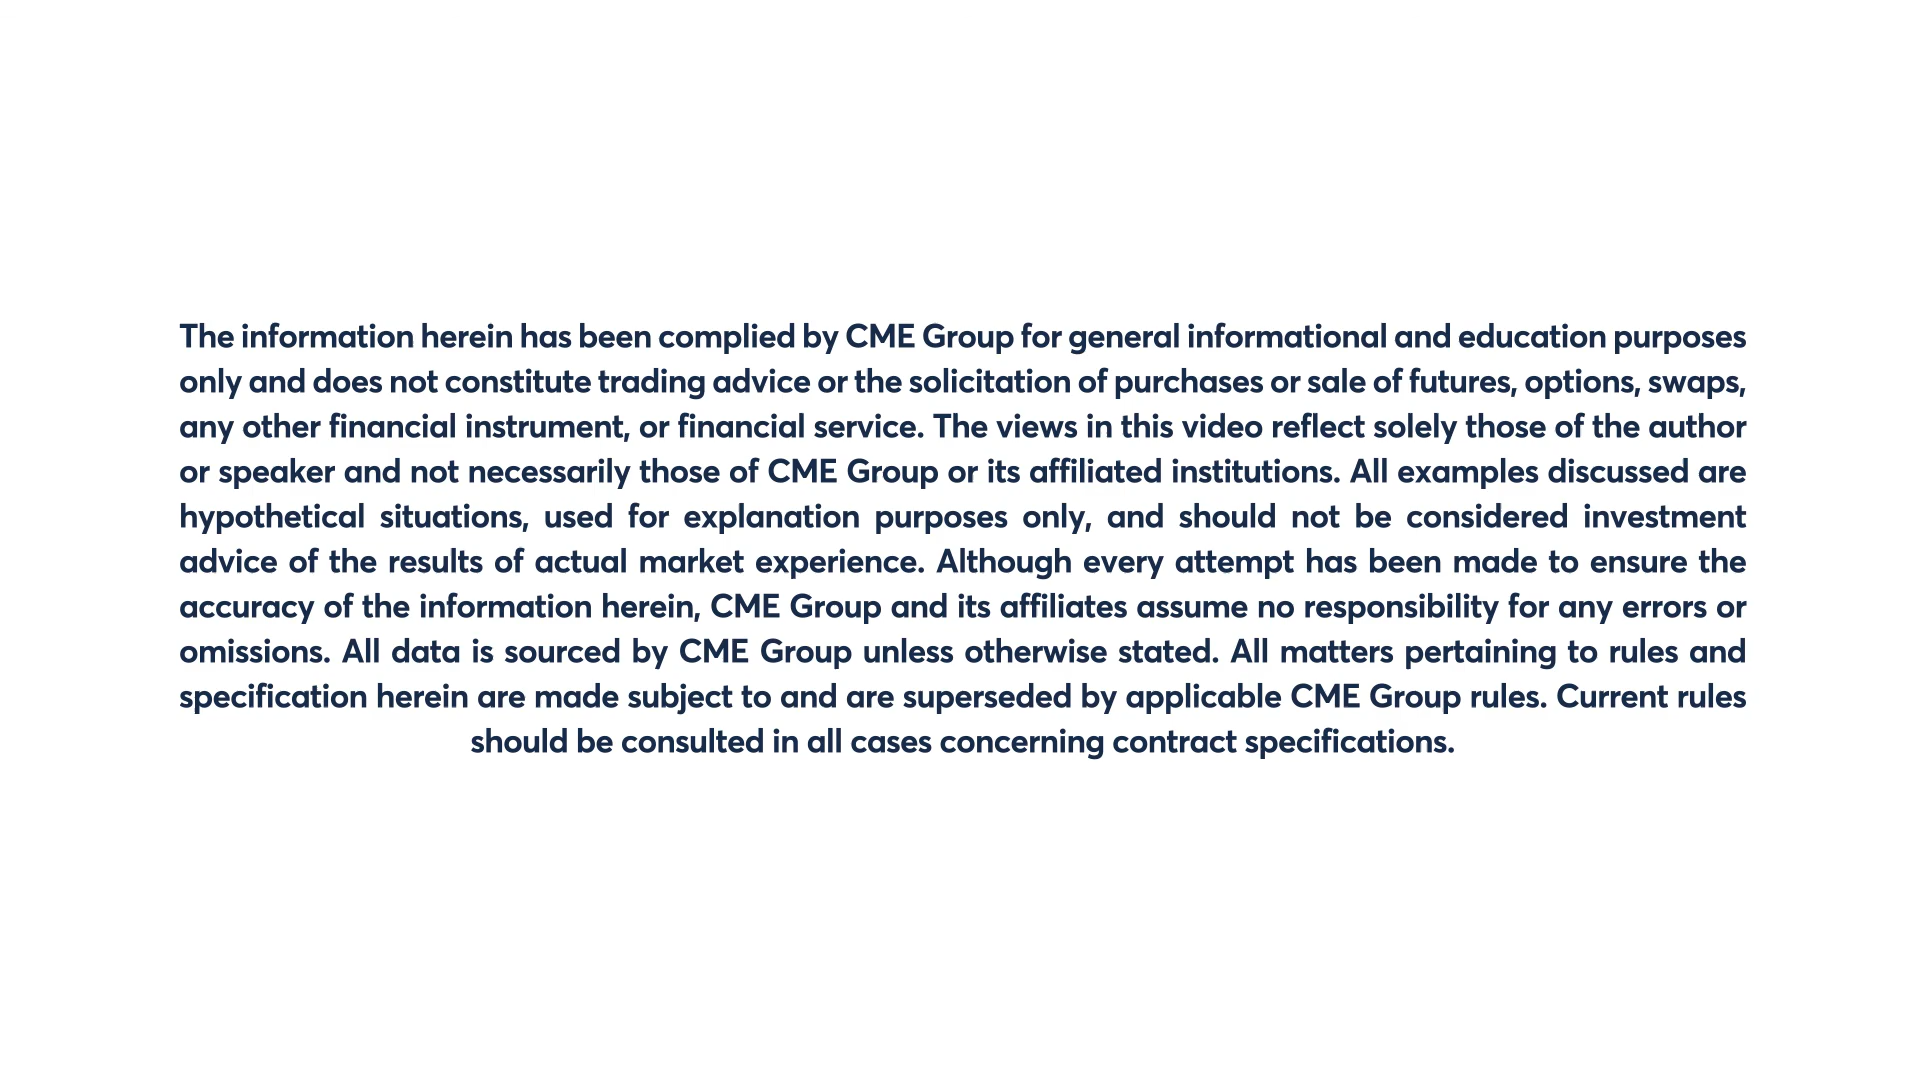 The information herein has been complied by CME Group for general informational and education purposes
only and does not constitute trading advice or the solicitation of purchases or sale of futures, options, swaps,
any other financial instrument, or financial service. The views in this video reflect solely those of the author
or speaker and not necessarily those of CME Group or its affiliated institutions. All examples discussed are
hypothetical situations, used for explanation purposes only, and should not be considered investment
advice of the results of actual market experience. Although every attempt has been made to ensure the
accuracy of the information herein, CME Group and its affiliates assume no responsibility for any errors or
omissions. All data is sourced by CME Group unless otherwise stated. All matters pertaining to rules and
specification herein are made subject to and are superseded by applicable CME Group rules. Current rules
should be consulted in all cases concerning contract specifications.